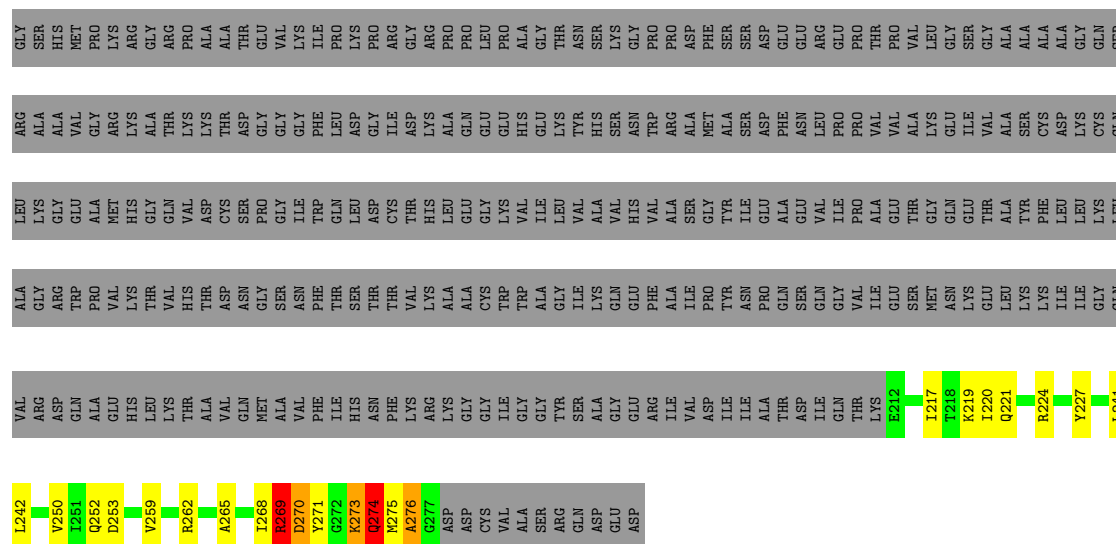 GLY SER HIS MET PRO LYS ARG GLY ARG PRO ALA ALA THR GLU VAL LYS ILE PRO LYS PRO ARG GLY ARG PRO PRO LEU PRO ALA GLY THR ASN SER LYS GLY PRO PRO ASP PHE SER SER ASP GLU GLU ARG GLU PRO THR PRO VAL LEU GLY SER GLY ALA ALA ALA ALA GLY GLN
ARG ALA ALA VAL GLY ARG LYS ALA THR LYS LYS THR ASP GLY GLY GLY PHE LEU ASP GLY ILE ASP LYS ALA GLN GLU GLU HIS GLU LYS TYR HIS SER ASN TRP ARG ALA MET ALA SER ASP PHE ASN LEU PRO PRO VAL VAL ALA LYS GLU ILE VAL ALA SER CYS ASP LYS CYS
LEU LYS GLY GLU ALA MET HIS GLY GLN VAL ASP CYS SER PRO GLY ILE TRP GLN LEU ASP CYS THR HIS LEU GLU GLY LYS VAL ILE LEU VAL ALA VAL HIS VAL ALA SER GLY TYR ILE GLU ALA GLU VAL ILE PRO ALA GLU THR GLY GLN GLU THR ALA TYR PHE LEU LEU LYS
ALA GLY ARG TRP PRO VAL LYS THR VAL HIS THR ASP ASN GLY SER ASN PHE THR SER THR THR VAL LYS ALA ALA CYS TRP TRP ALA GLY ILE LYS GLN GLU PHE ALA ILE PRO TYR ASN PRO GLN SER GLN GLY VAL ILE GLU SER MET ASN LYS GLU LEU LYS LYS ILE ILE GLY
VAL ARG ASP GLN ALA GLU HIS LEU LYS THR ALA VAL GLN MET ALA VAL PHE ILE HIS ASN PHE LYS ARG LYS GLY GLY ILE GLY GLY TYR SER ALA GLY GLU ARG ILE VAL ASP ILE ILE ALA THR ASP ILE GLN THR LYS E212 I217 T218 K219 I220 Q221 R224 Y227
L242 V250 I251 Q252 D253 V259 R262 A265 I268 R269 D270 Y271 G272 K273 Q274 M275 A276 G277 ASP ASP CYS VAL ALA SER ARG GLN ASP GLU ASP